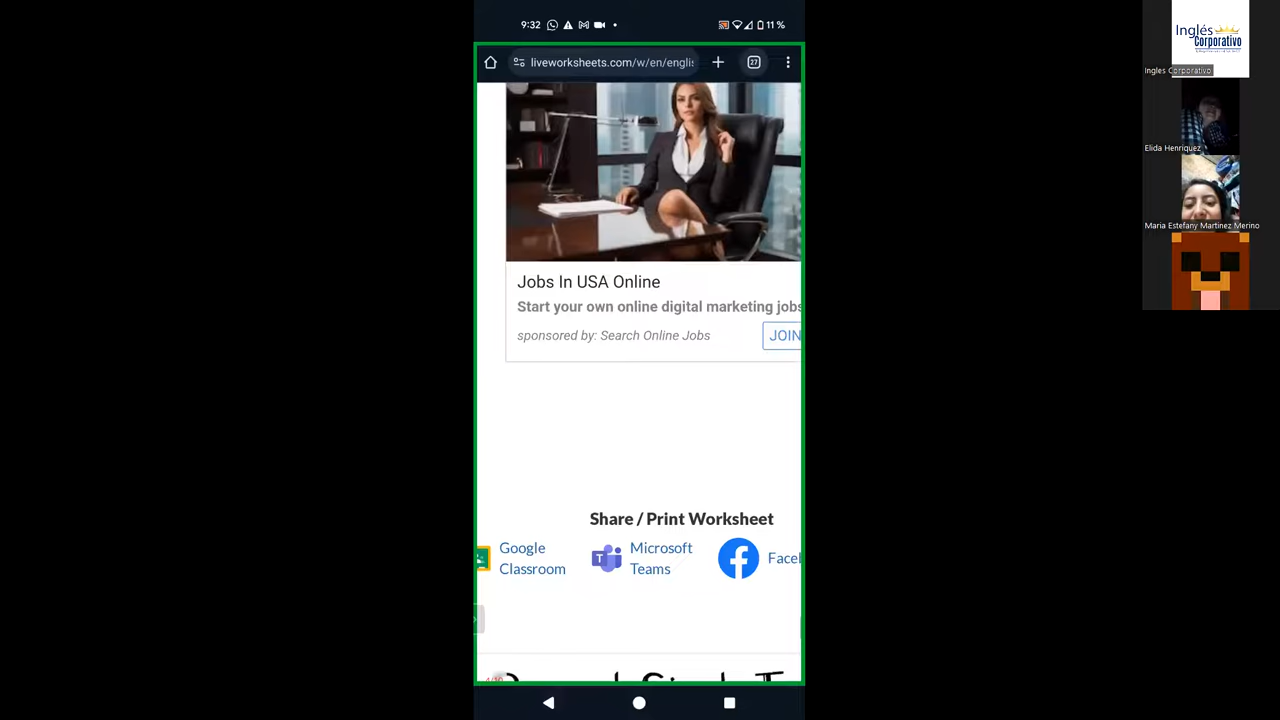 9:32
11 %
liveworksheets.com/w/en/englis
27
Jobs In USA Online
Start your own online digital marketing jobs
sponsored by: Search Online Jobs
JOIN
Share / Print Worksheet
Google
Classroom
Microsoft
Teams
Faceb
Inglés
Corporativo
Ingles Corporativo
Elida Henriquez
Maria Estefany Martinez Merino